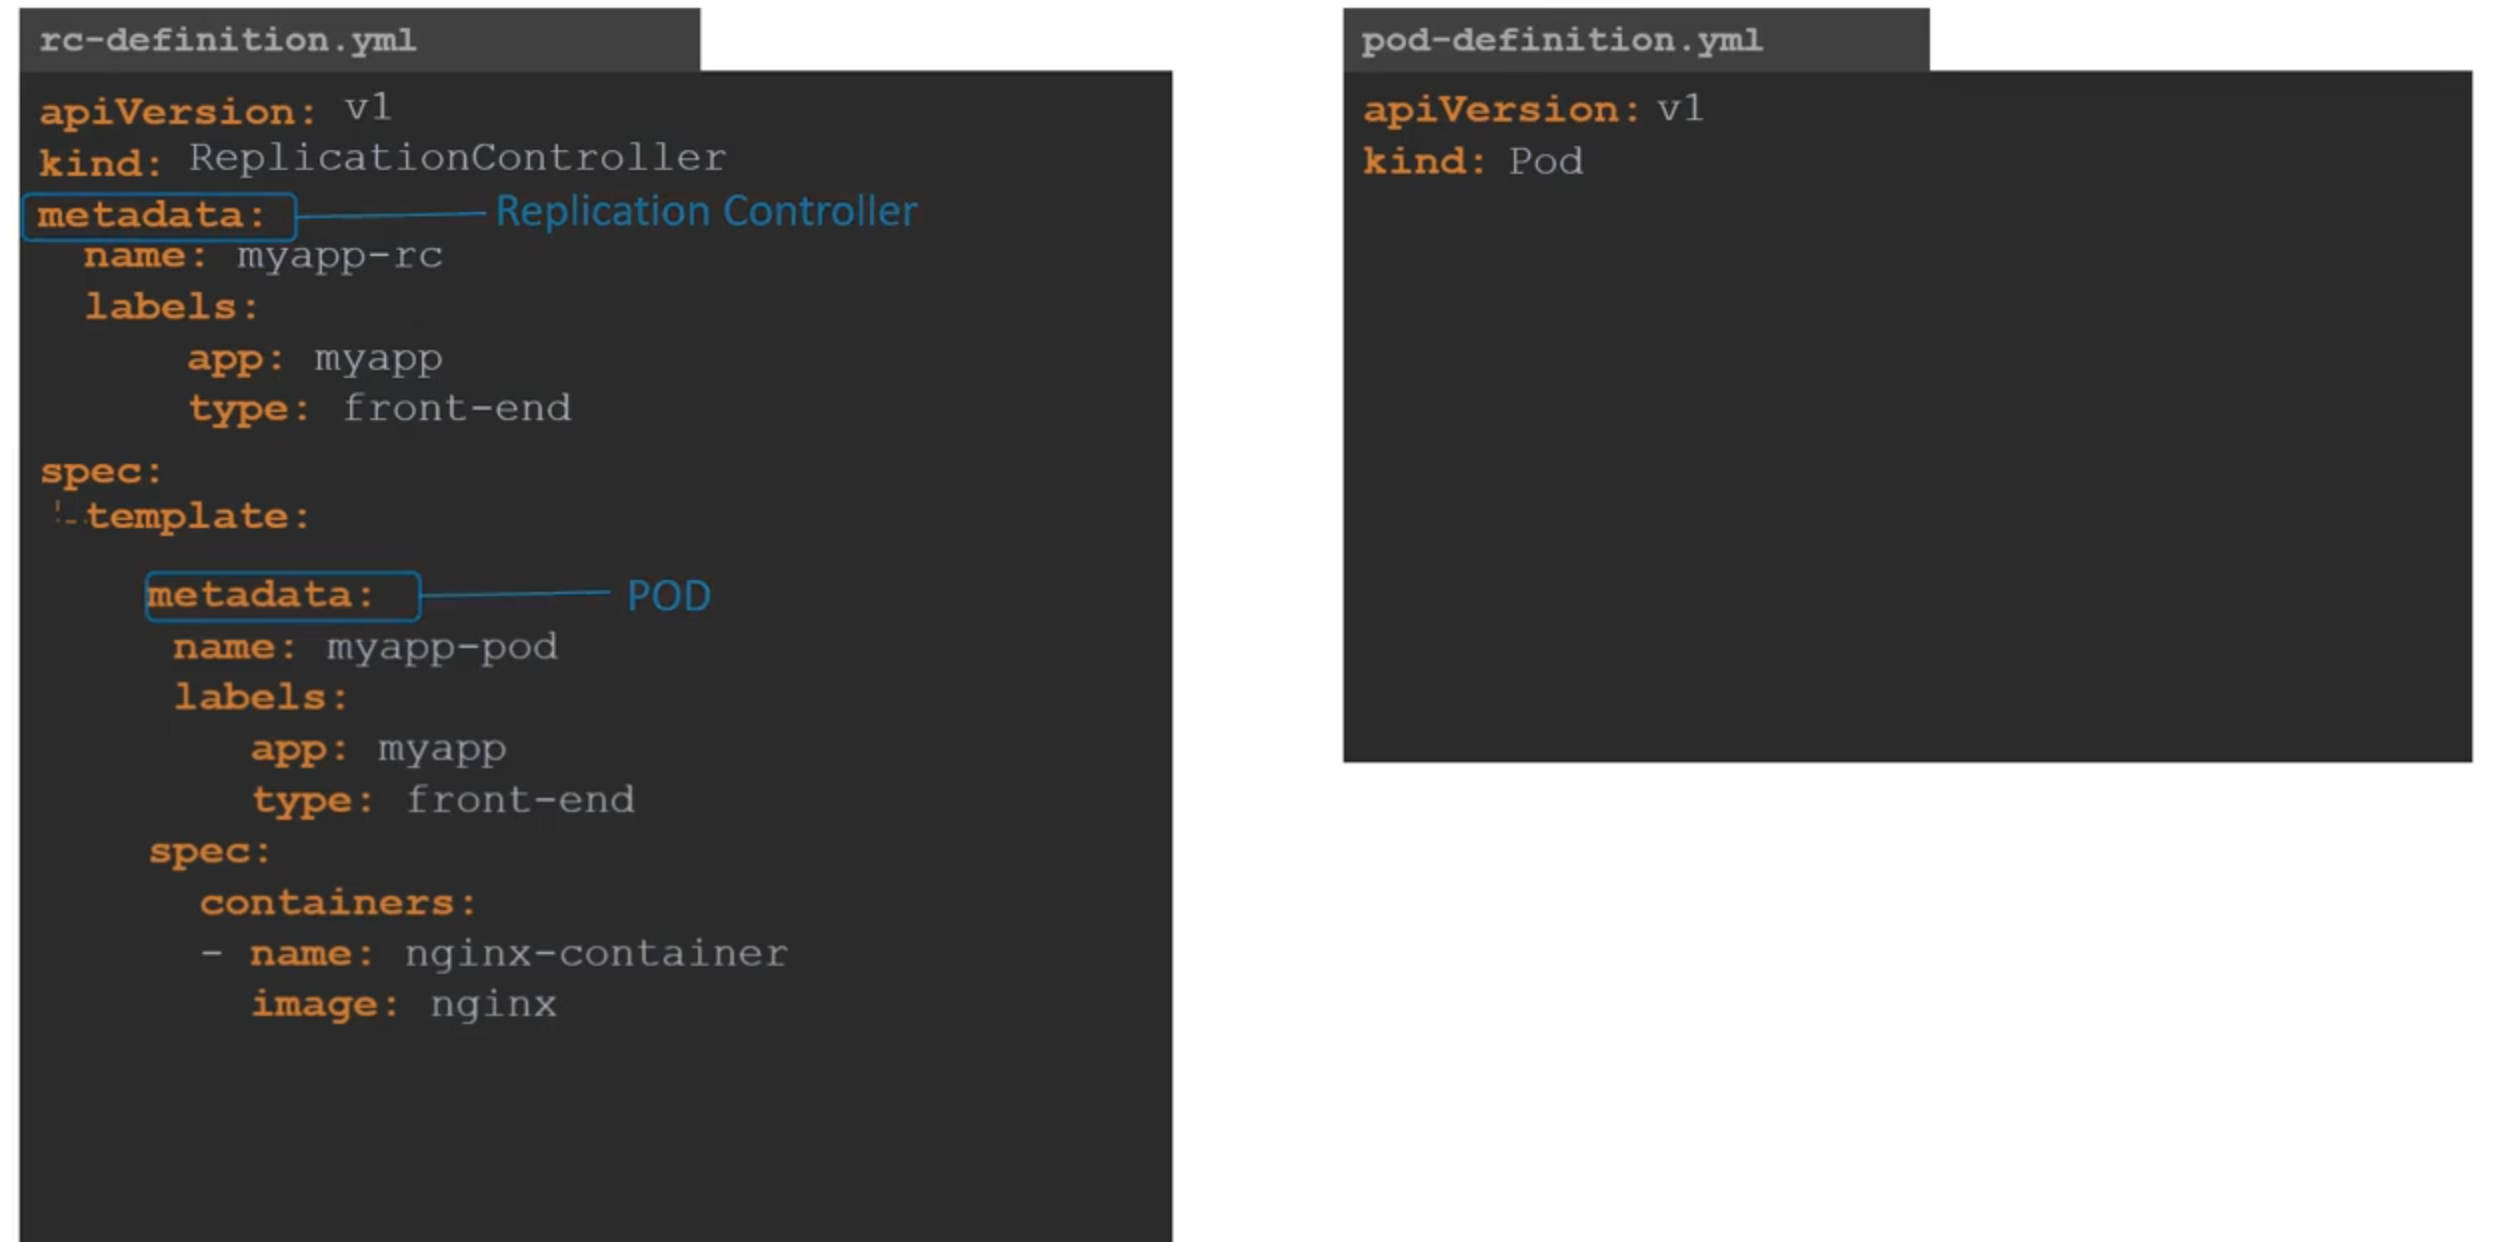 rc-definition.yml
apiVersion: v1
kind: ReplicationController
metadata: Replication Controller
name: myapp-rc
labels:
app: myapp
type: front-end
spec:
template:
metadata: POD
name: myapp-pod
labels:
app: myapp
type: front-end
spec:
containers:
- name: nginx-container
image: nginx
pod-definition.yml
apiVersion: v1
kind: Pod